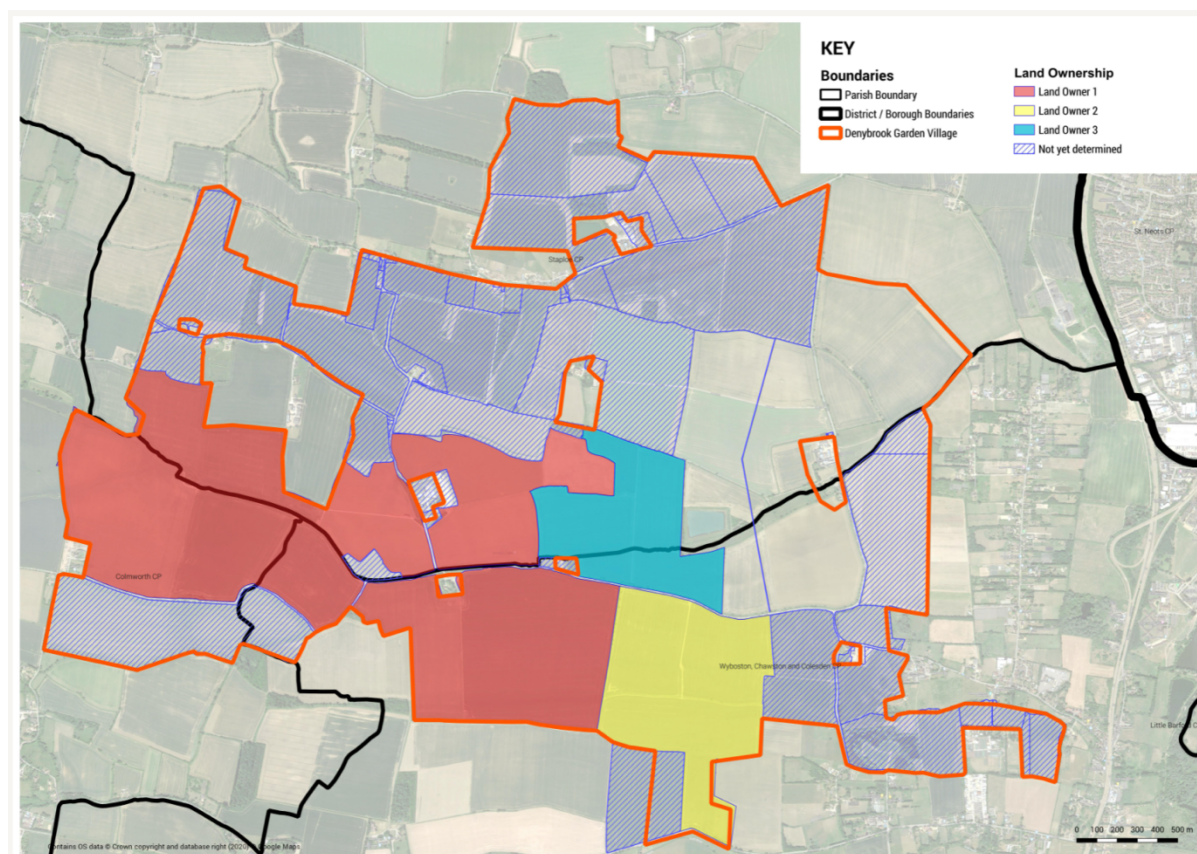 KEY
Boundaries
Parish Boundary
District / Borough Boundaries
Denybrook Garden Village
Land Ownership
Land Owner 1
Land Owner 2
Land Owner 3
Not yet determined
St. Neots CP
Staploe CP
Colmworth CP
Wyboston, Chawston and Colesden CP
Little Barford C
0 100 200 300 400 500 m
Contains OS data © Crown copyright and database right (2020) © Google Maps